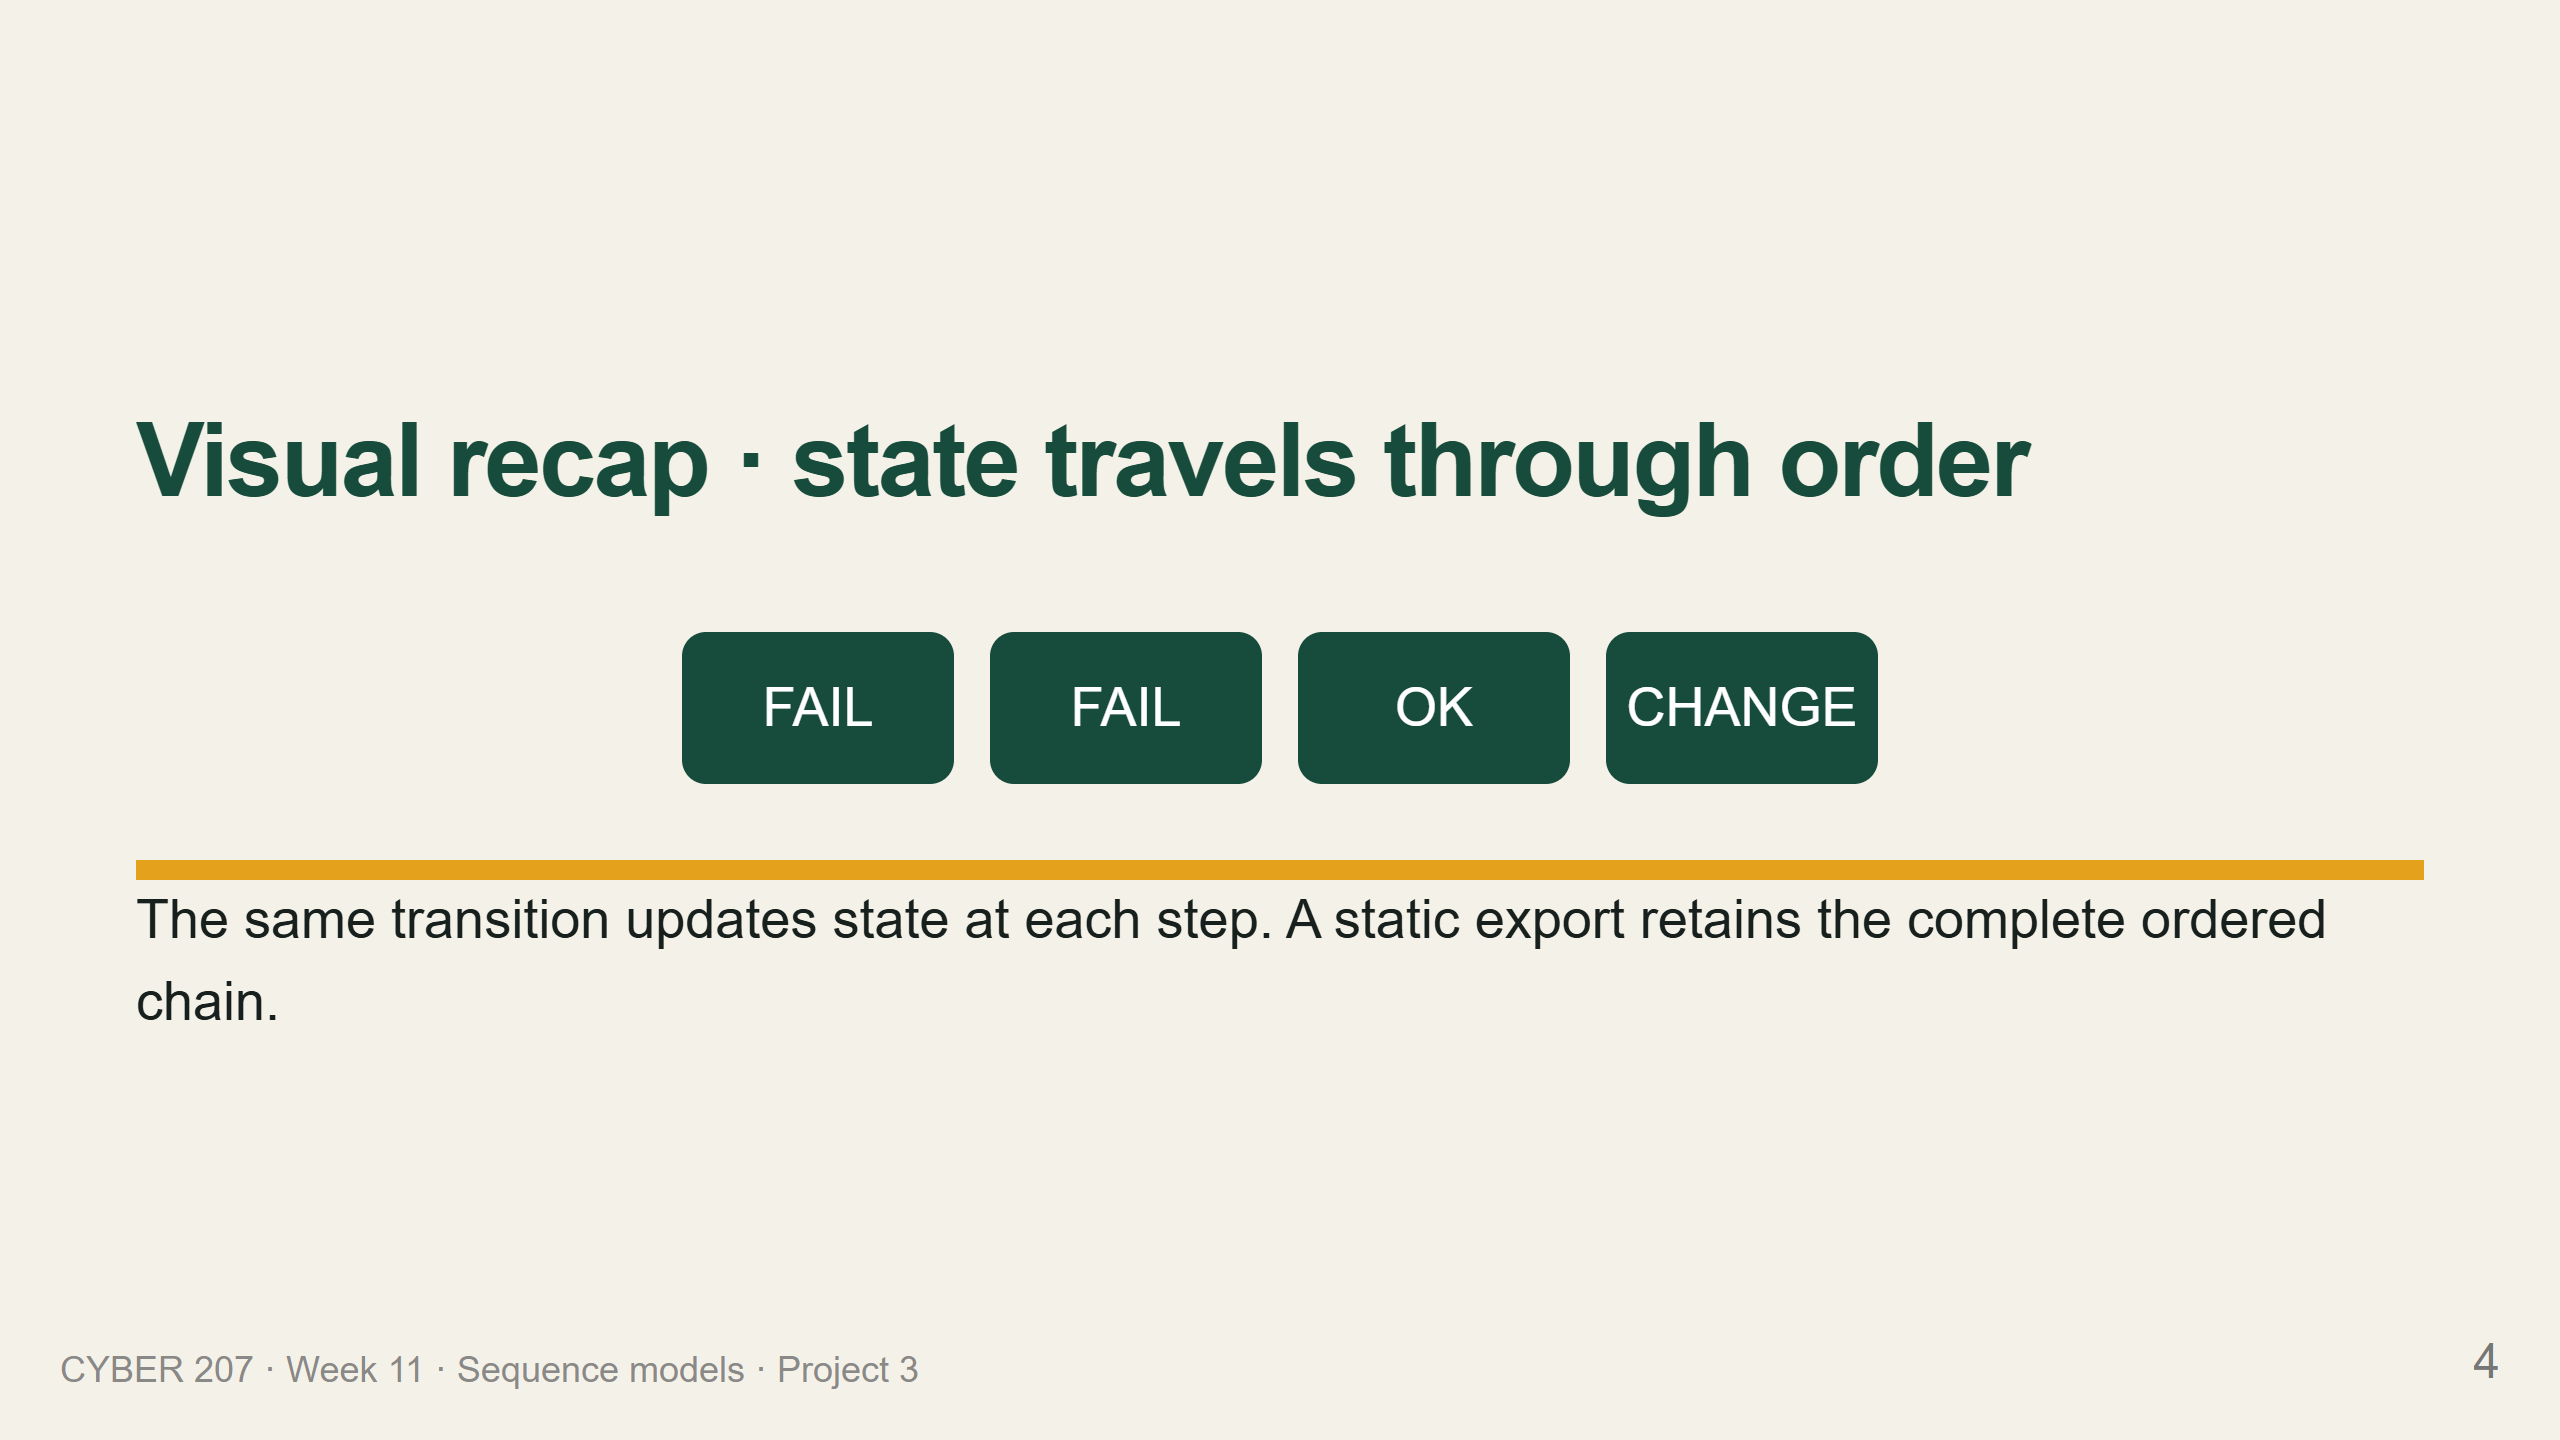 Visual recap · state travels through order
FAIL
FAIL
OK
CHANGE
The same transition updates state at each step. A static export retains the complete ordered
chain.
CYBER 207 · Week 11 · Sequence models · Project 3
4